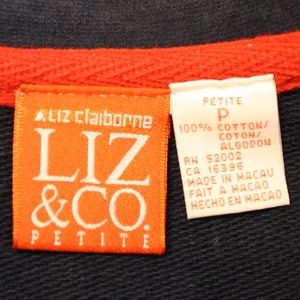 LIZ claiborne
LIZ
&CO.
PETITE
PETITE
P
100% COTTON/
COTON/
ALGODON
RN 52002
CA 16396
MADE IN MACAU
FAIT A MACAO
HECHO EN MACAO